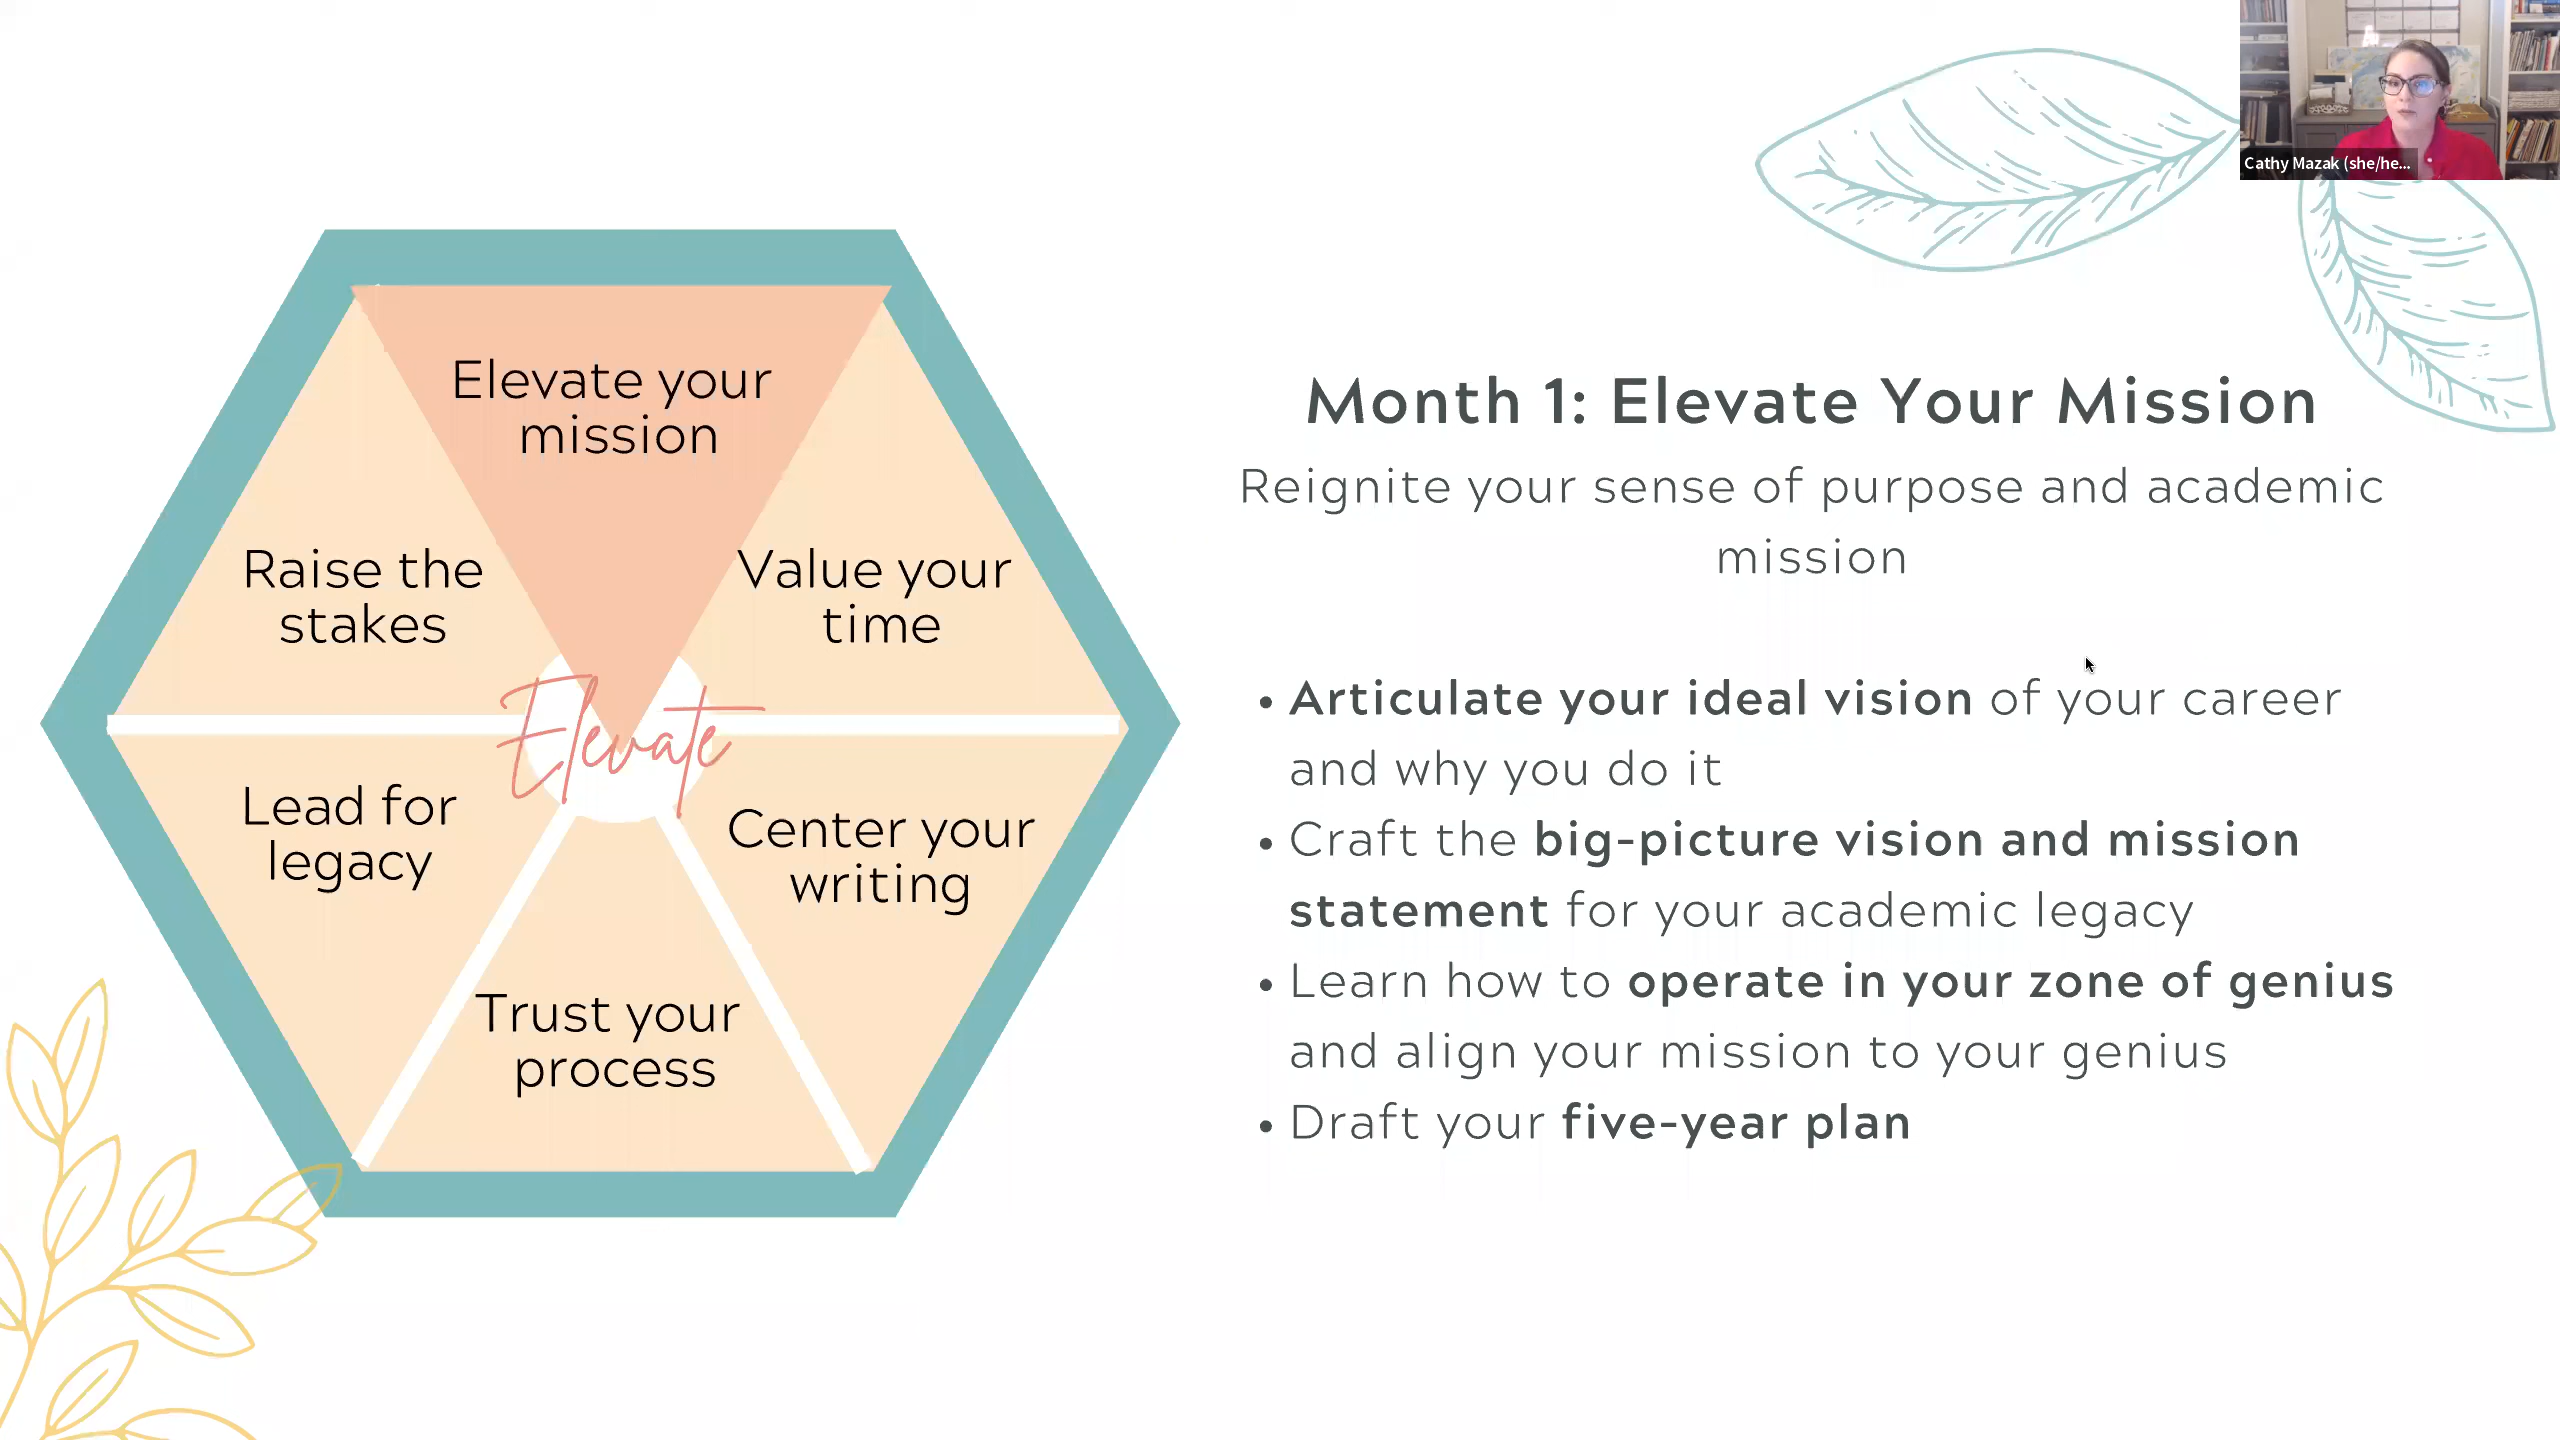 Cathy Mazak (she/he...
Elevate your
mission
Raise the
stakes
Value your
time
Elevate
Lead for
legacy
Center your
writing
Trust your
process
Month 1: Elevate Your Mission
Reignite your sense of purpose and academic
mission
• Articulate your ideal vision of your career
and why you do it
• Craft the big-picture vision and mission
statement for your academic legacy
• Learn how to operate in your zone of genius
and align your mission to your genius
• Draft your five-year plan